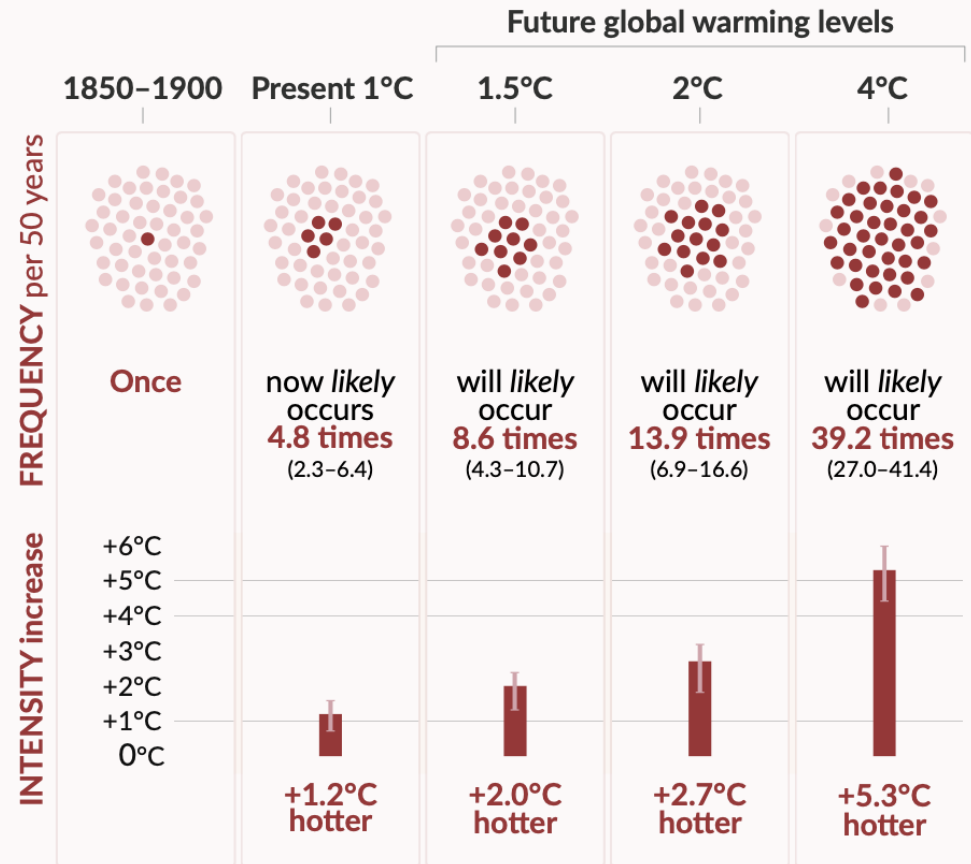 Future global warming levels
1850–1900
Present 1°C
1.5°C
2°C
4°C
FREQUENCY per 50 years
Once
now likely
occurs
4.8 times
(2.3–6.4)
will likely
occur
8.6 times
(4.3–10.7)
will likely
occur
13.9 times
(6.9–16.6)
will likely
occur
39.2 times
(27.0–41.4)
INTENSITY increase
+6°C
+5°C
+4°C
+3°C
+2°C
+1°C
0°C
+1.2°C
hotter
+2.0°C
hotter
+2.7°C
hotter
+5.3°C
hotter